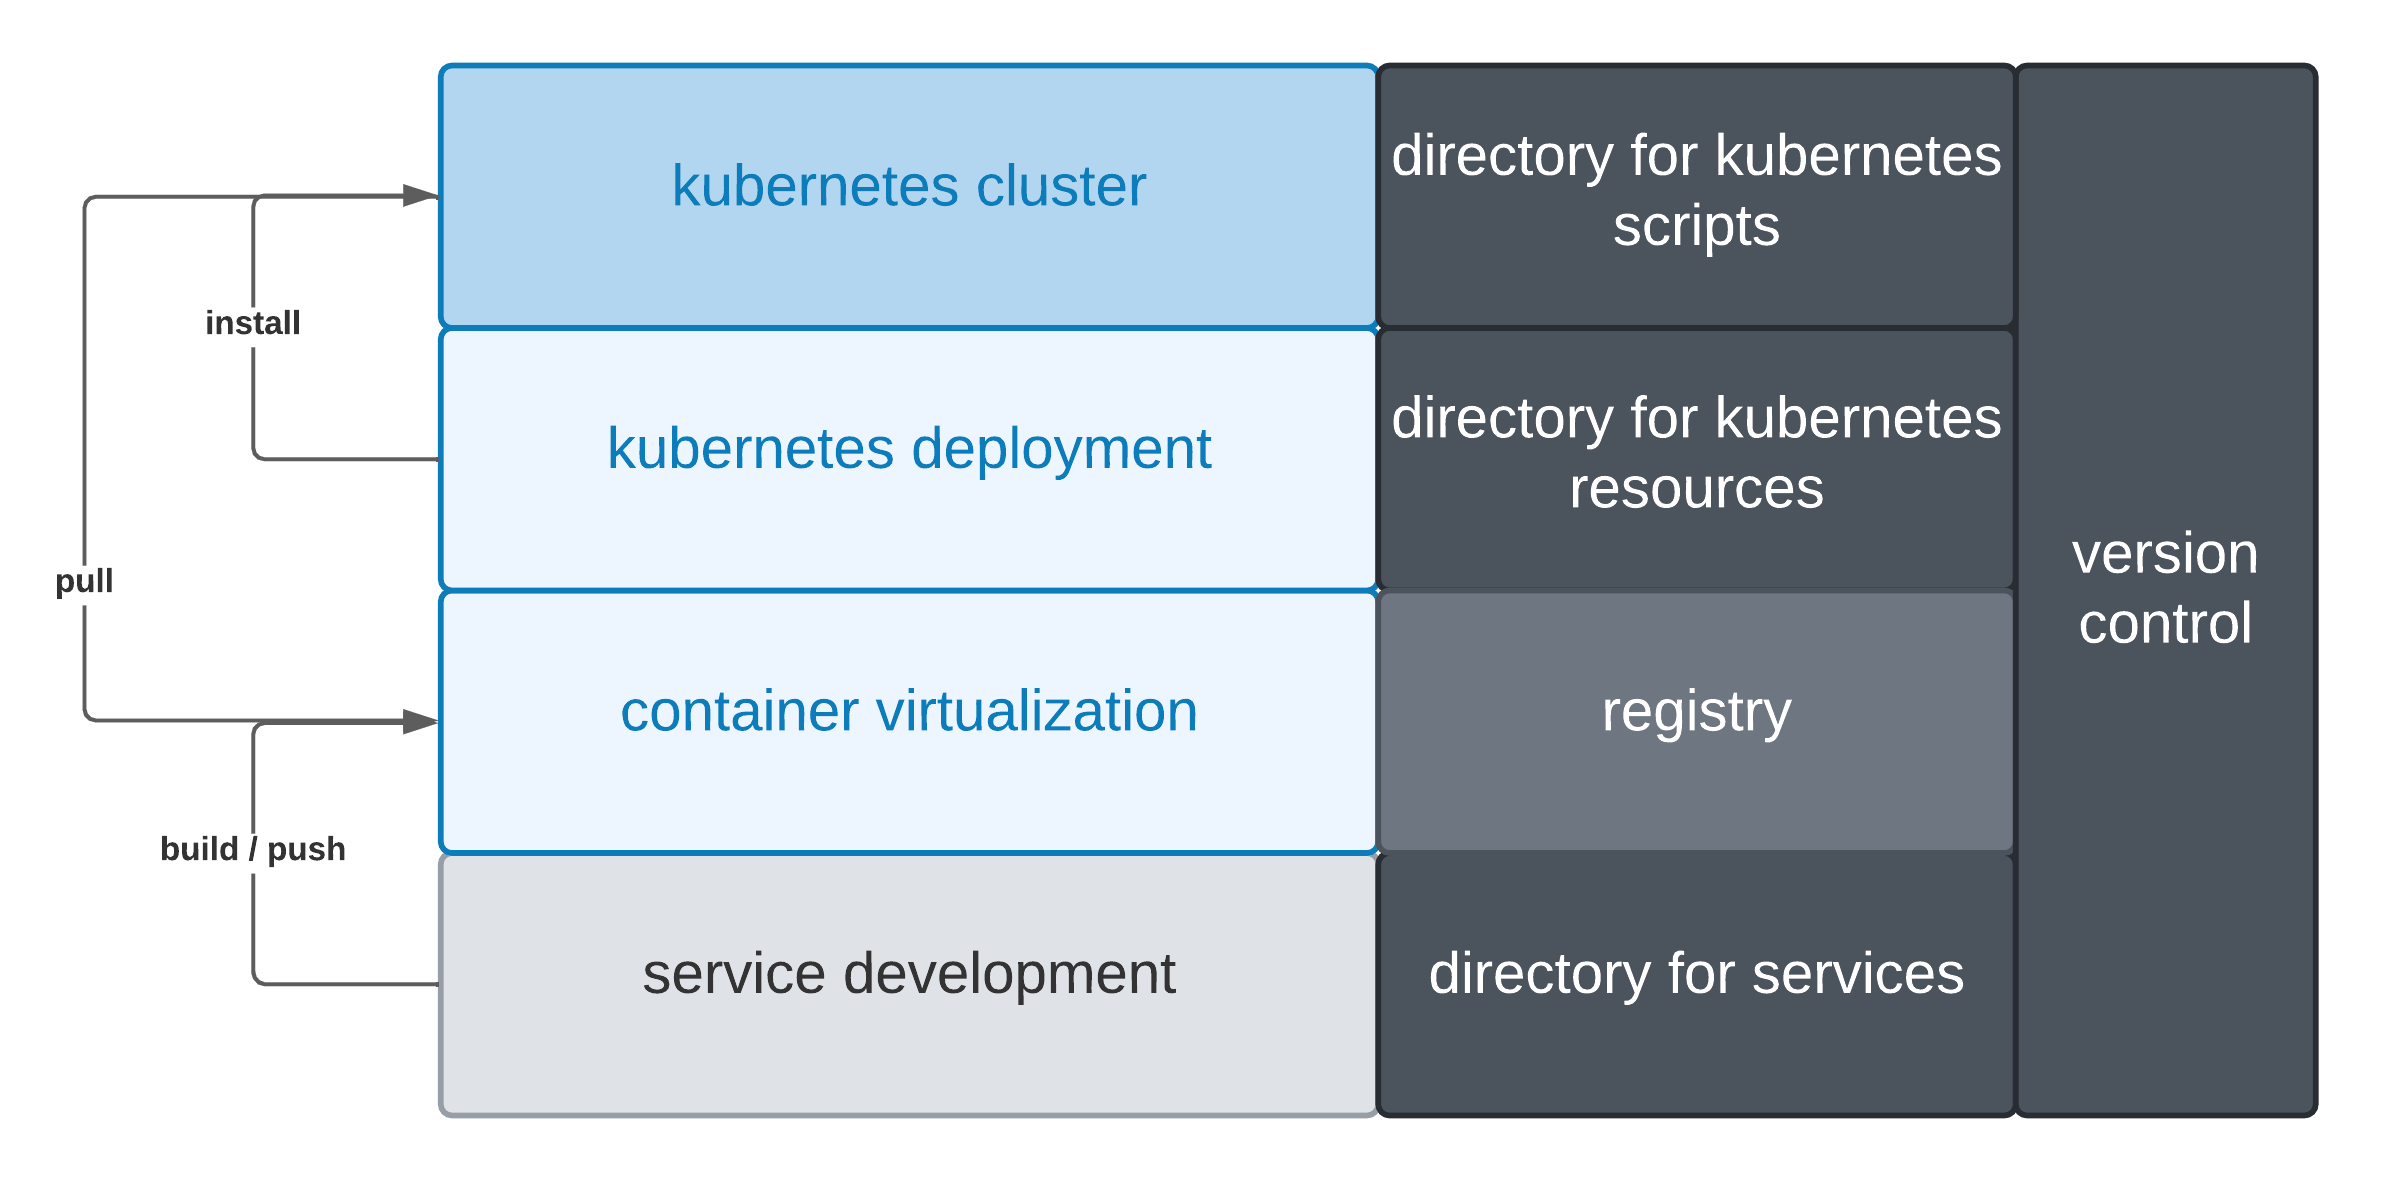 kubernetes cluster
directory for kubernetes
scripts
install
kubernetes deployment
directory for kubernetes
resources
version
control
pull
container virtualization
registry
build / push
service development
directory for services